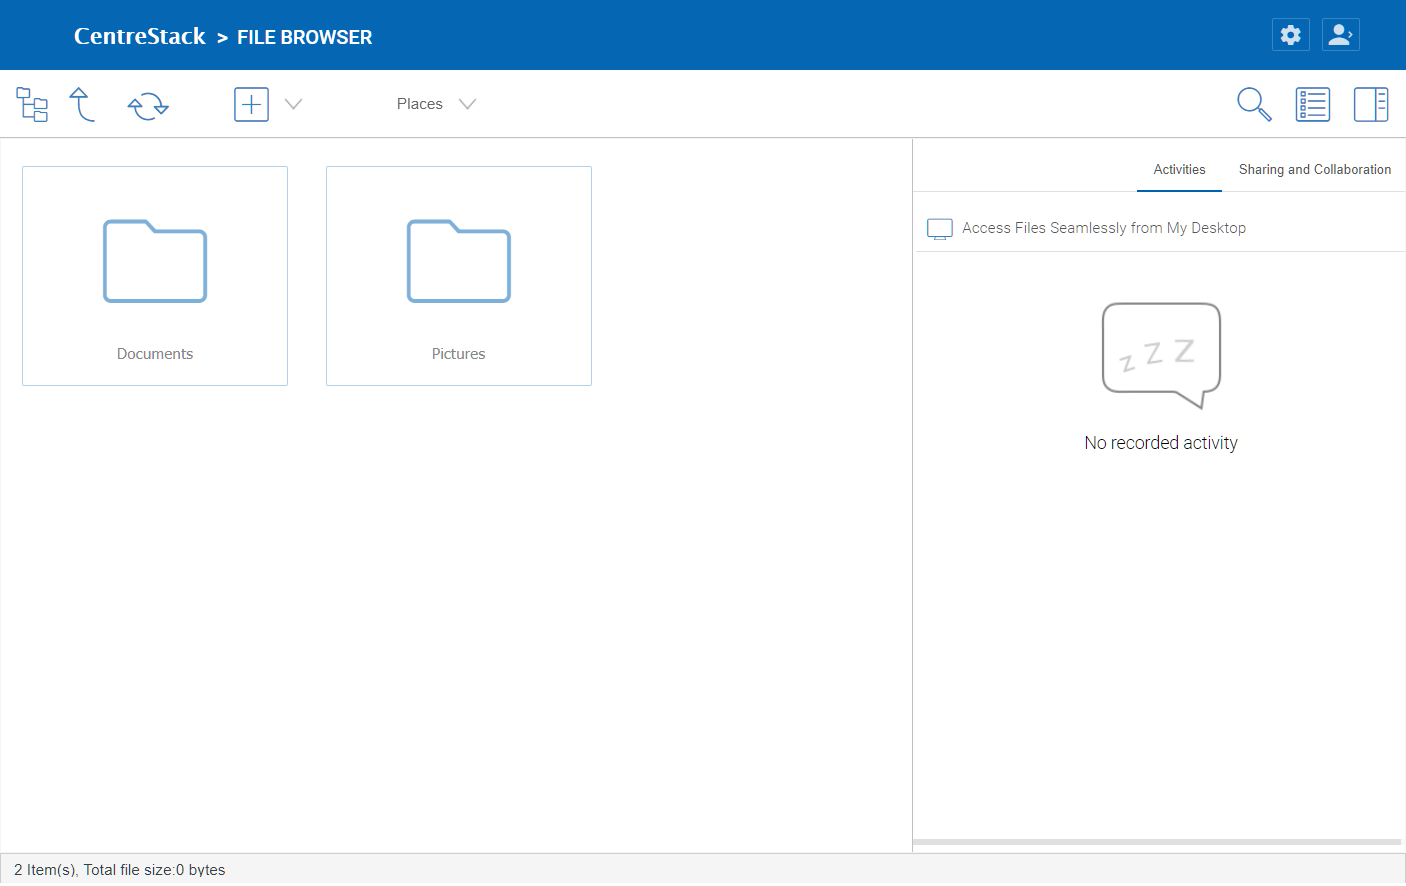 CentreStack > FILE BROWSER
Places
Activities
Sharing and Collaboration
Access Files Seamlessly from My Desktop
Documents
Pictures
z Z Z
No recorded activity
2 Item(s), Total file size:0 bytes